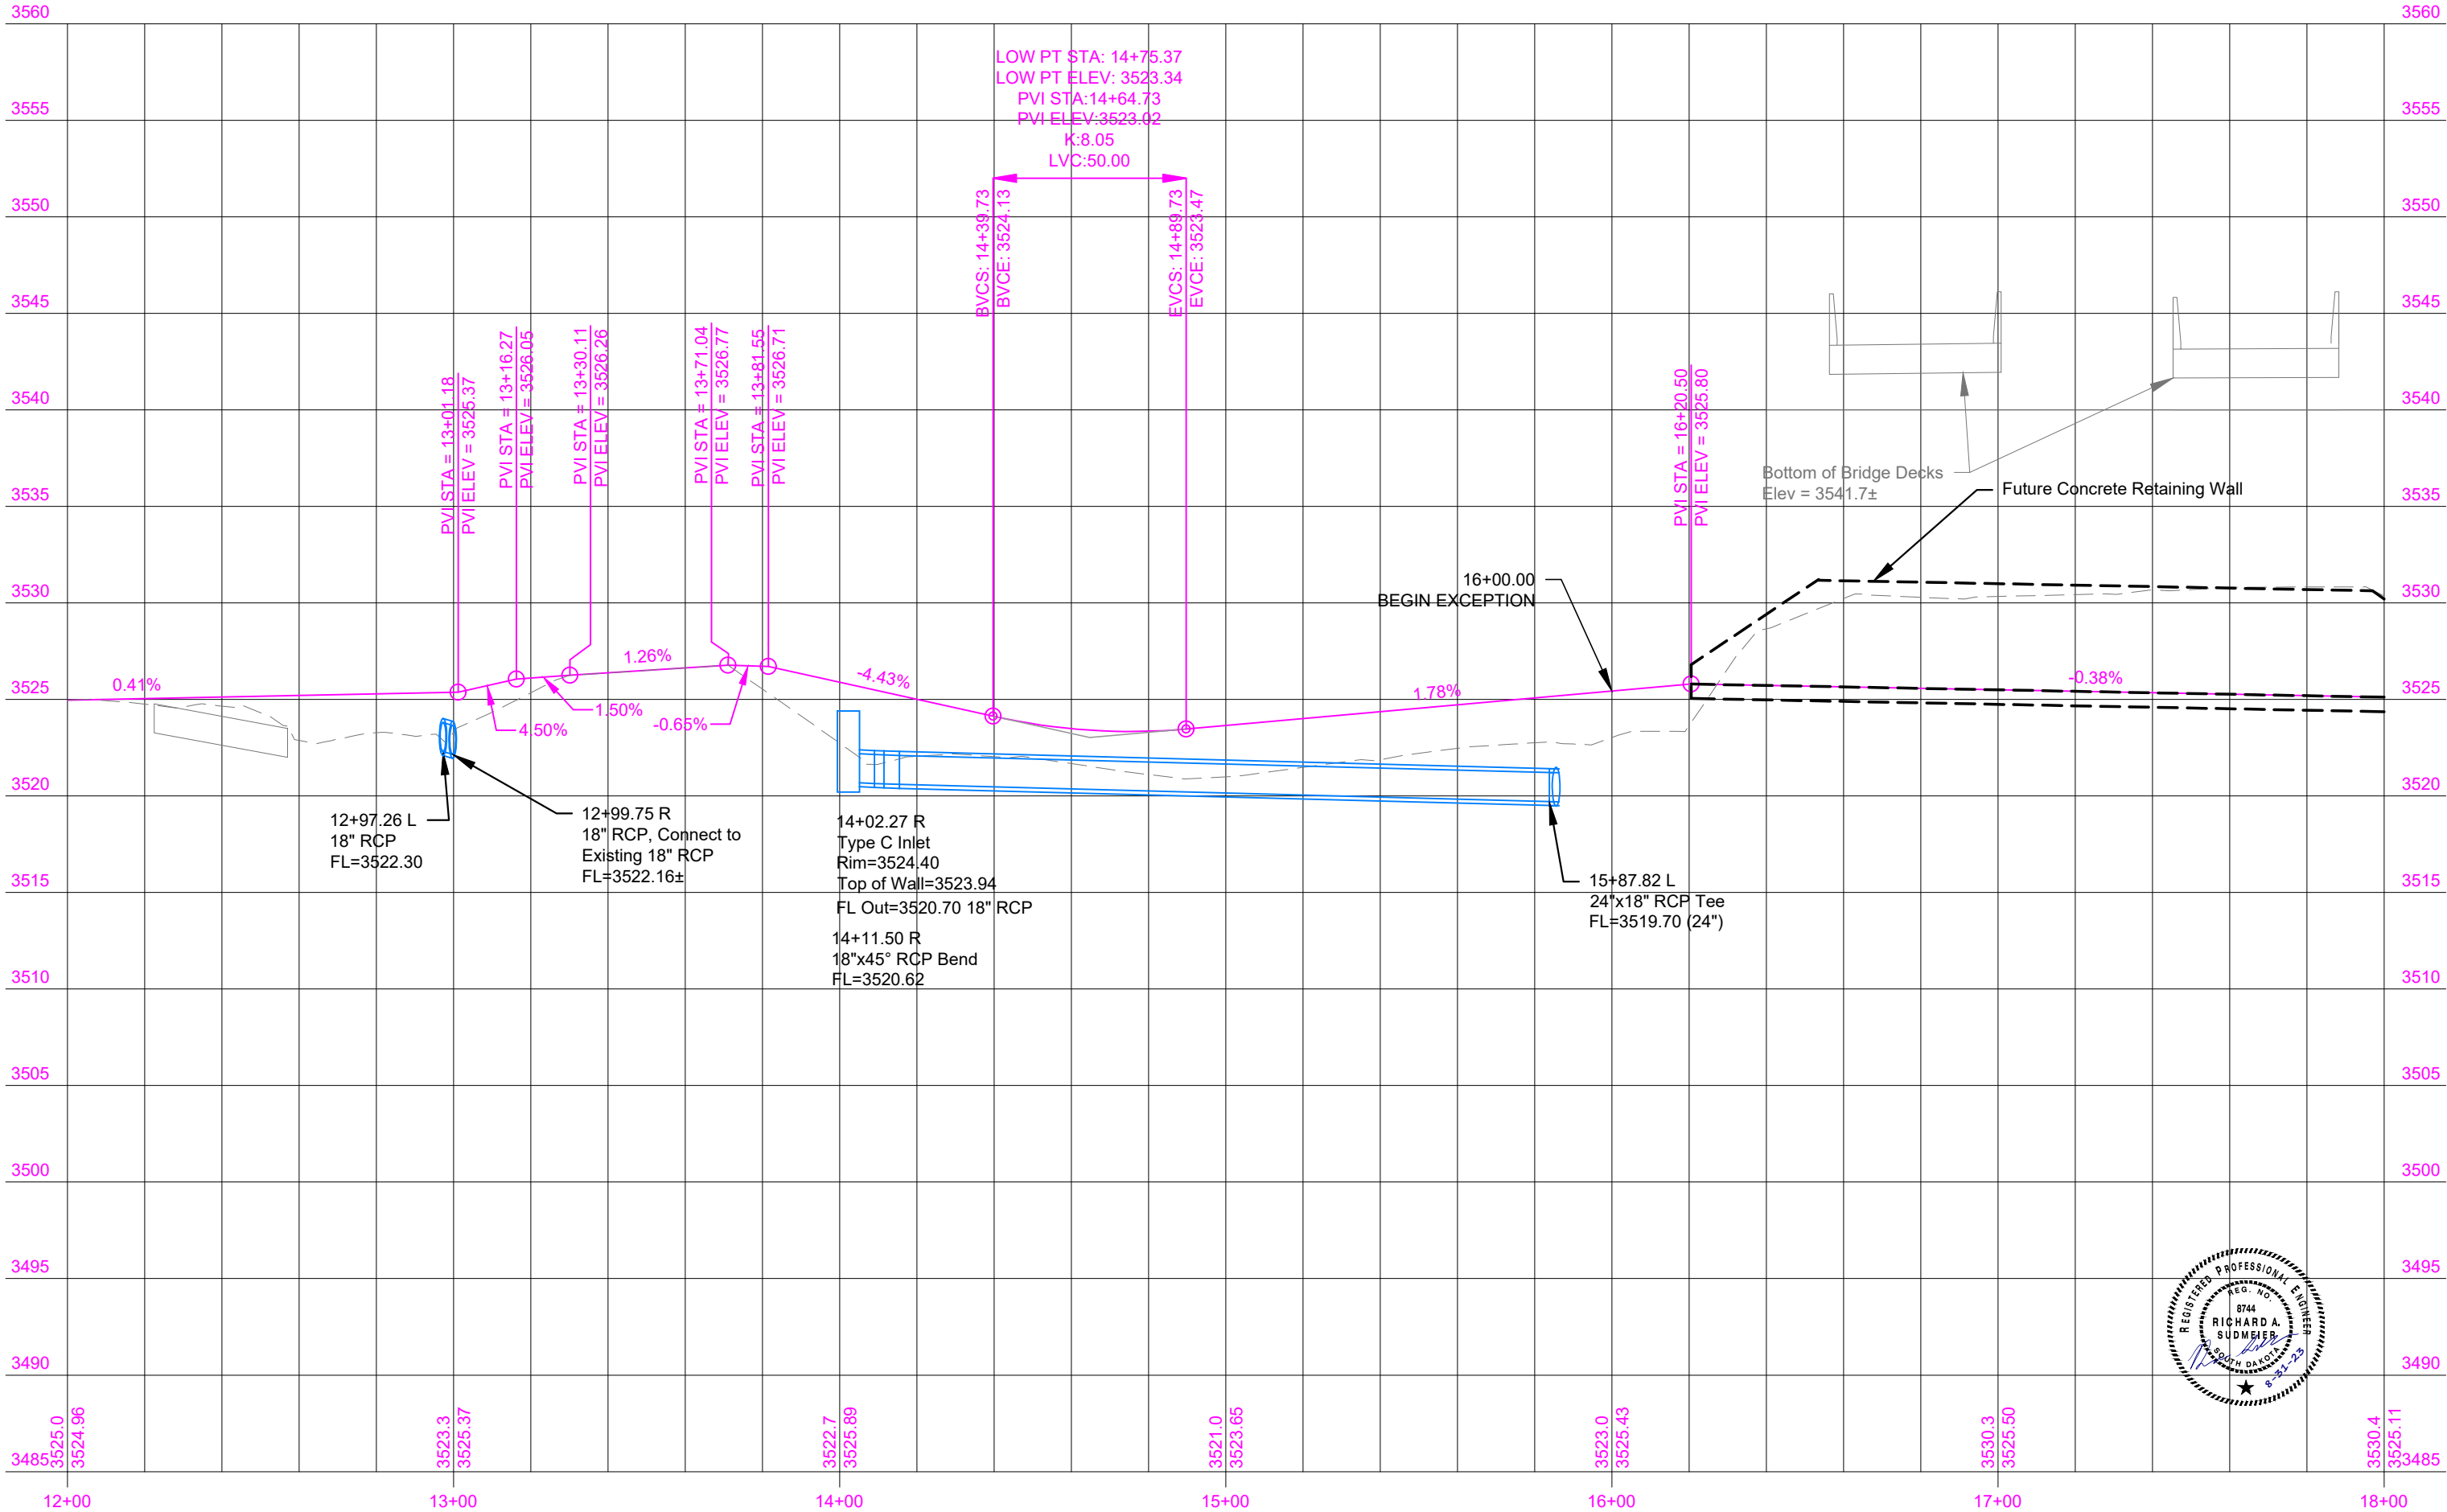 3560
3560
LOW PT STA: 14+75.37
LOW PT ELEV: 3523.34
PVI STA:14+64.73
PVI ELEV:3523.02
K:8.05
LVC:50.00
3555
3555
3550
3550
BVCS: 14+39.73
BVCE: 3524.13
EVCS: 14+89.73
EVCE: 3523.47
3545
3545
PVI STA = 13+01.18
PVI ELEV = 3525.37
PVI STA = 13+16.27
PVI ELEV = 3526.05
PVI STA = 13+30.11
PVI ELEV = 3526.26
PVI STA = 13+71.04
PVI ELEV = 3526.77
PVI STA = 13+81.55
PVI ELEV = 3526.71
PVI STA = 16+20.50
PVI ELEV = 3525.80
3540
3540
Bottom of Bridge Decks
Elev = 3541.7±
Future Concrete Retaining Wall
3535
3535
16+00.00
BEGIN EXCEPTION
3530
3530
0.41%
4.50%
1.50%
1.26%
-0.65%
-4.43%
1.78%
-0.38%
3525
3525
3520
3520
12+97.26 L
18" RCP
FL=3522.30
12+99.75 R
18" RCP, Connect to
Existing 18" RCP
FL=3522.16±
14+02.27 R
Type C Inlet
Rim=3524.40
Top of Wall=3523.94
FL Out=3520.70 18" RCP
14+11.50 R
18"x45° RCP Bend
FL=3520.62
15+87.82 L
24"x18" RCP Tee
FL=3519.70 (24")
3515
3515
3510
3510
3505
3505
3500
3500
3495
3495
REGISTERED PROFESSIONAL ENGINEER
REG. NO.
8744
RICHARD A.
SUDMEIER
SOUTH DAKOTA
8-31-23
3490
3490
3485
3485
3525.0
3524.96
3523.3
3525.37
3522.7
3525.89
3521.0
3523.65
3523.0
3525.43
3530.3
3525.50
3530.4
3525.11
12+00
13+00
14+00
15+00
16+00
17+00
18+00